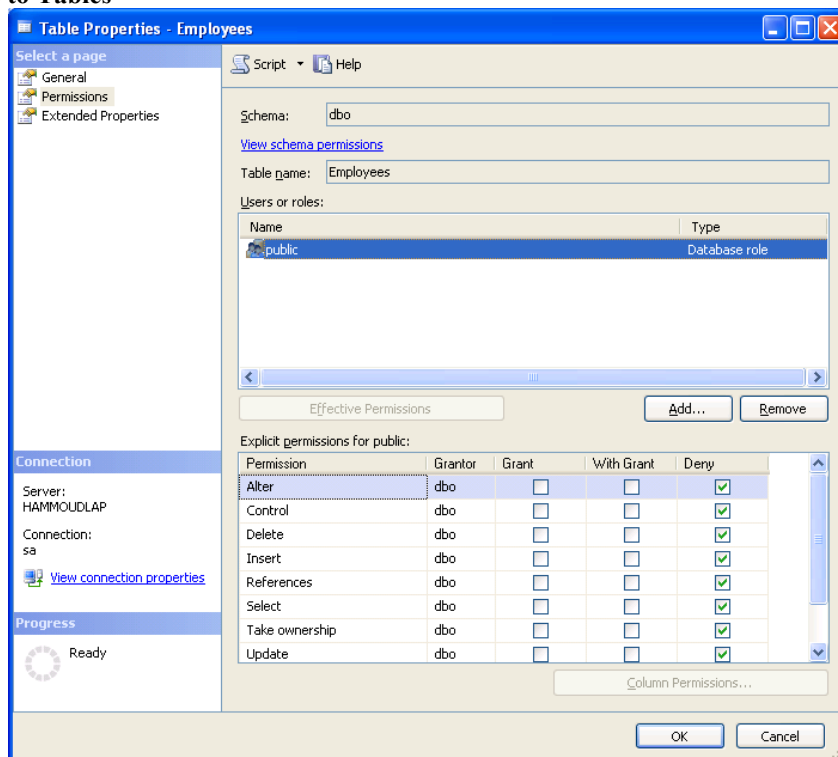 to Tables
Table Properties - Employees
Select a page
General
Permissions
Extended Properties
Script Help
Schema: dbo
View schema permissions
Table name: Employees
Users or roles:
Name Type
public Database role
Effective Permissions Add... Remove
Explicit permissions for public:
Permission Grantor Grant With Grant Deny
Alter dbo
Control dbo
Delete dbo
Insert dbo
References dbo
Select dbo
Take ownership dbo
Update dbo
Column Permissions...
Connection
Server:
HAMMOUDLAP
Connection:
sa
View connection properties
Progress
Ready
OK Cancel